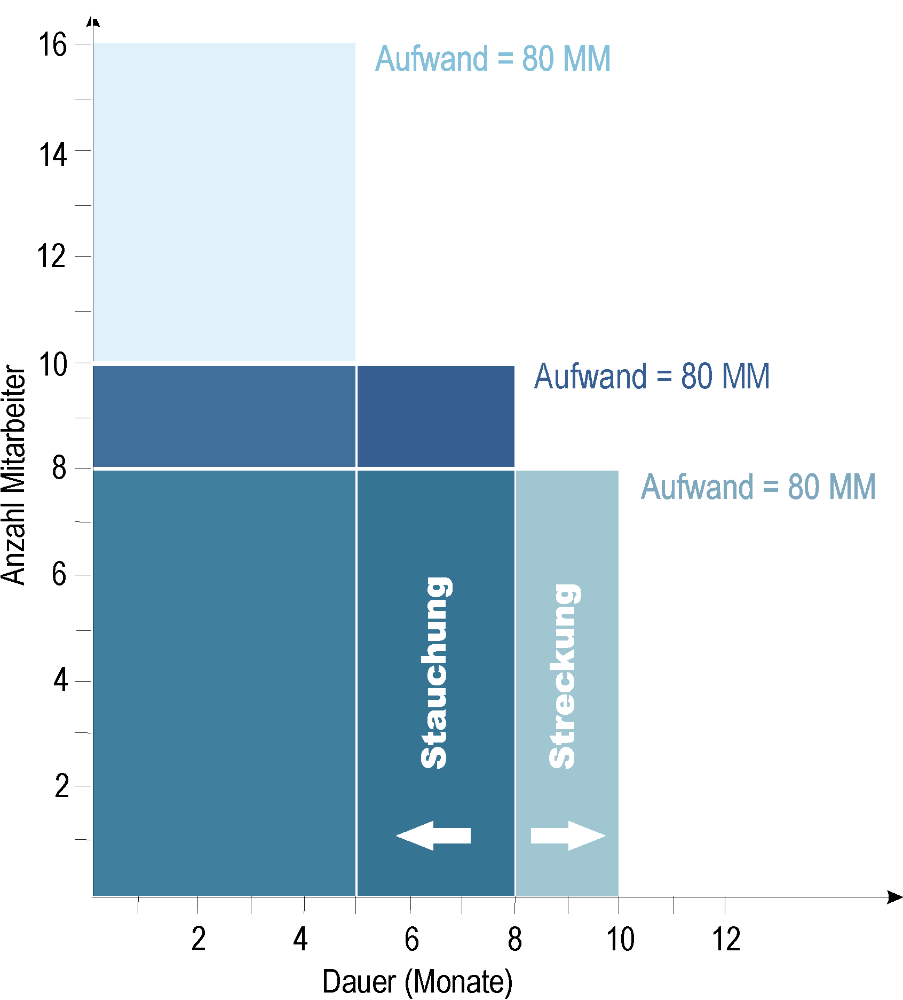 16
Aufwand = 80 MM
14
12
10
Aufwand = 80 MM
Anzahl Mitarbeiter
8
Aufwand = 80 MM
6
Stauchung
Streckung
4
2
2 4 6 8 10 12
Dauer (Monate)